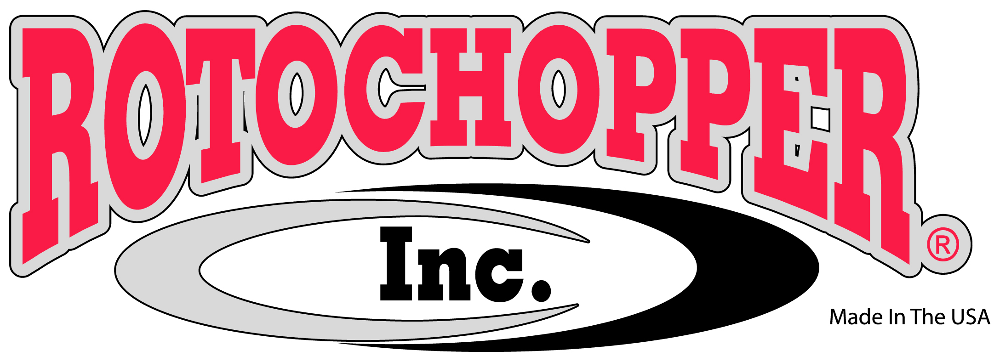 ROTOCHOPPER®
Inc.
Made In The USA